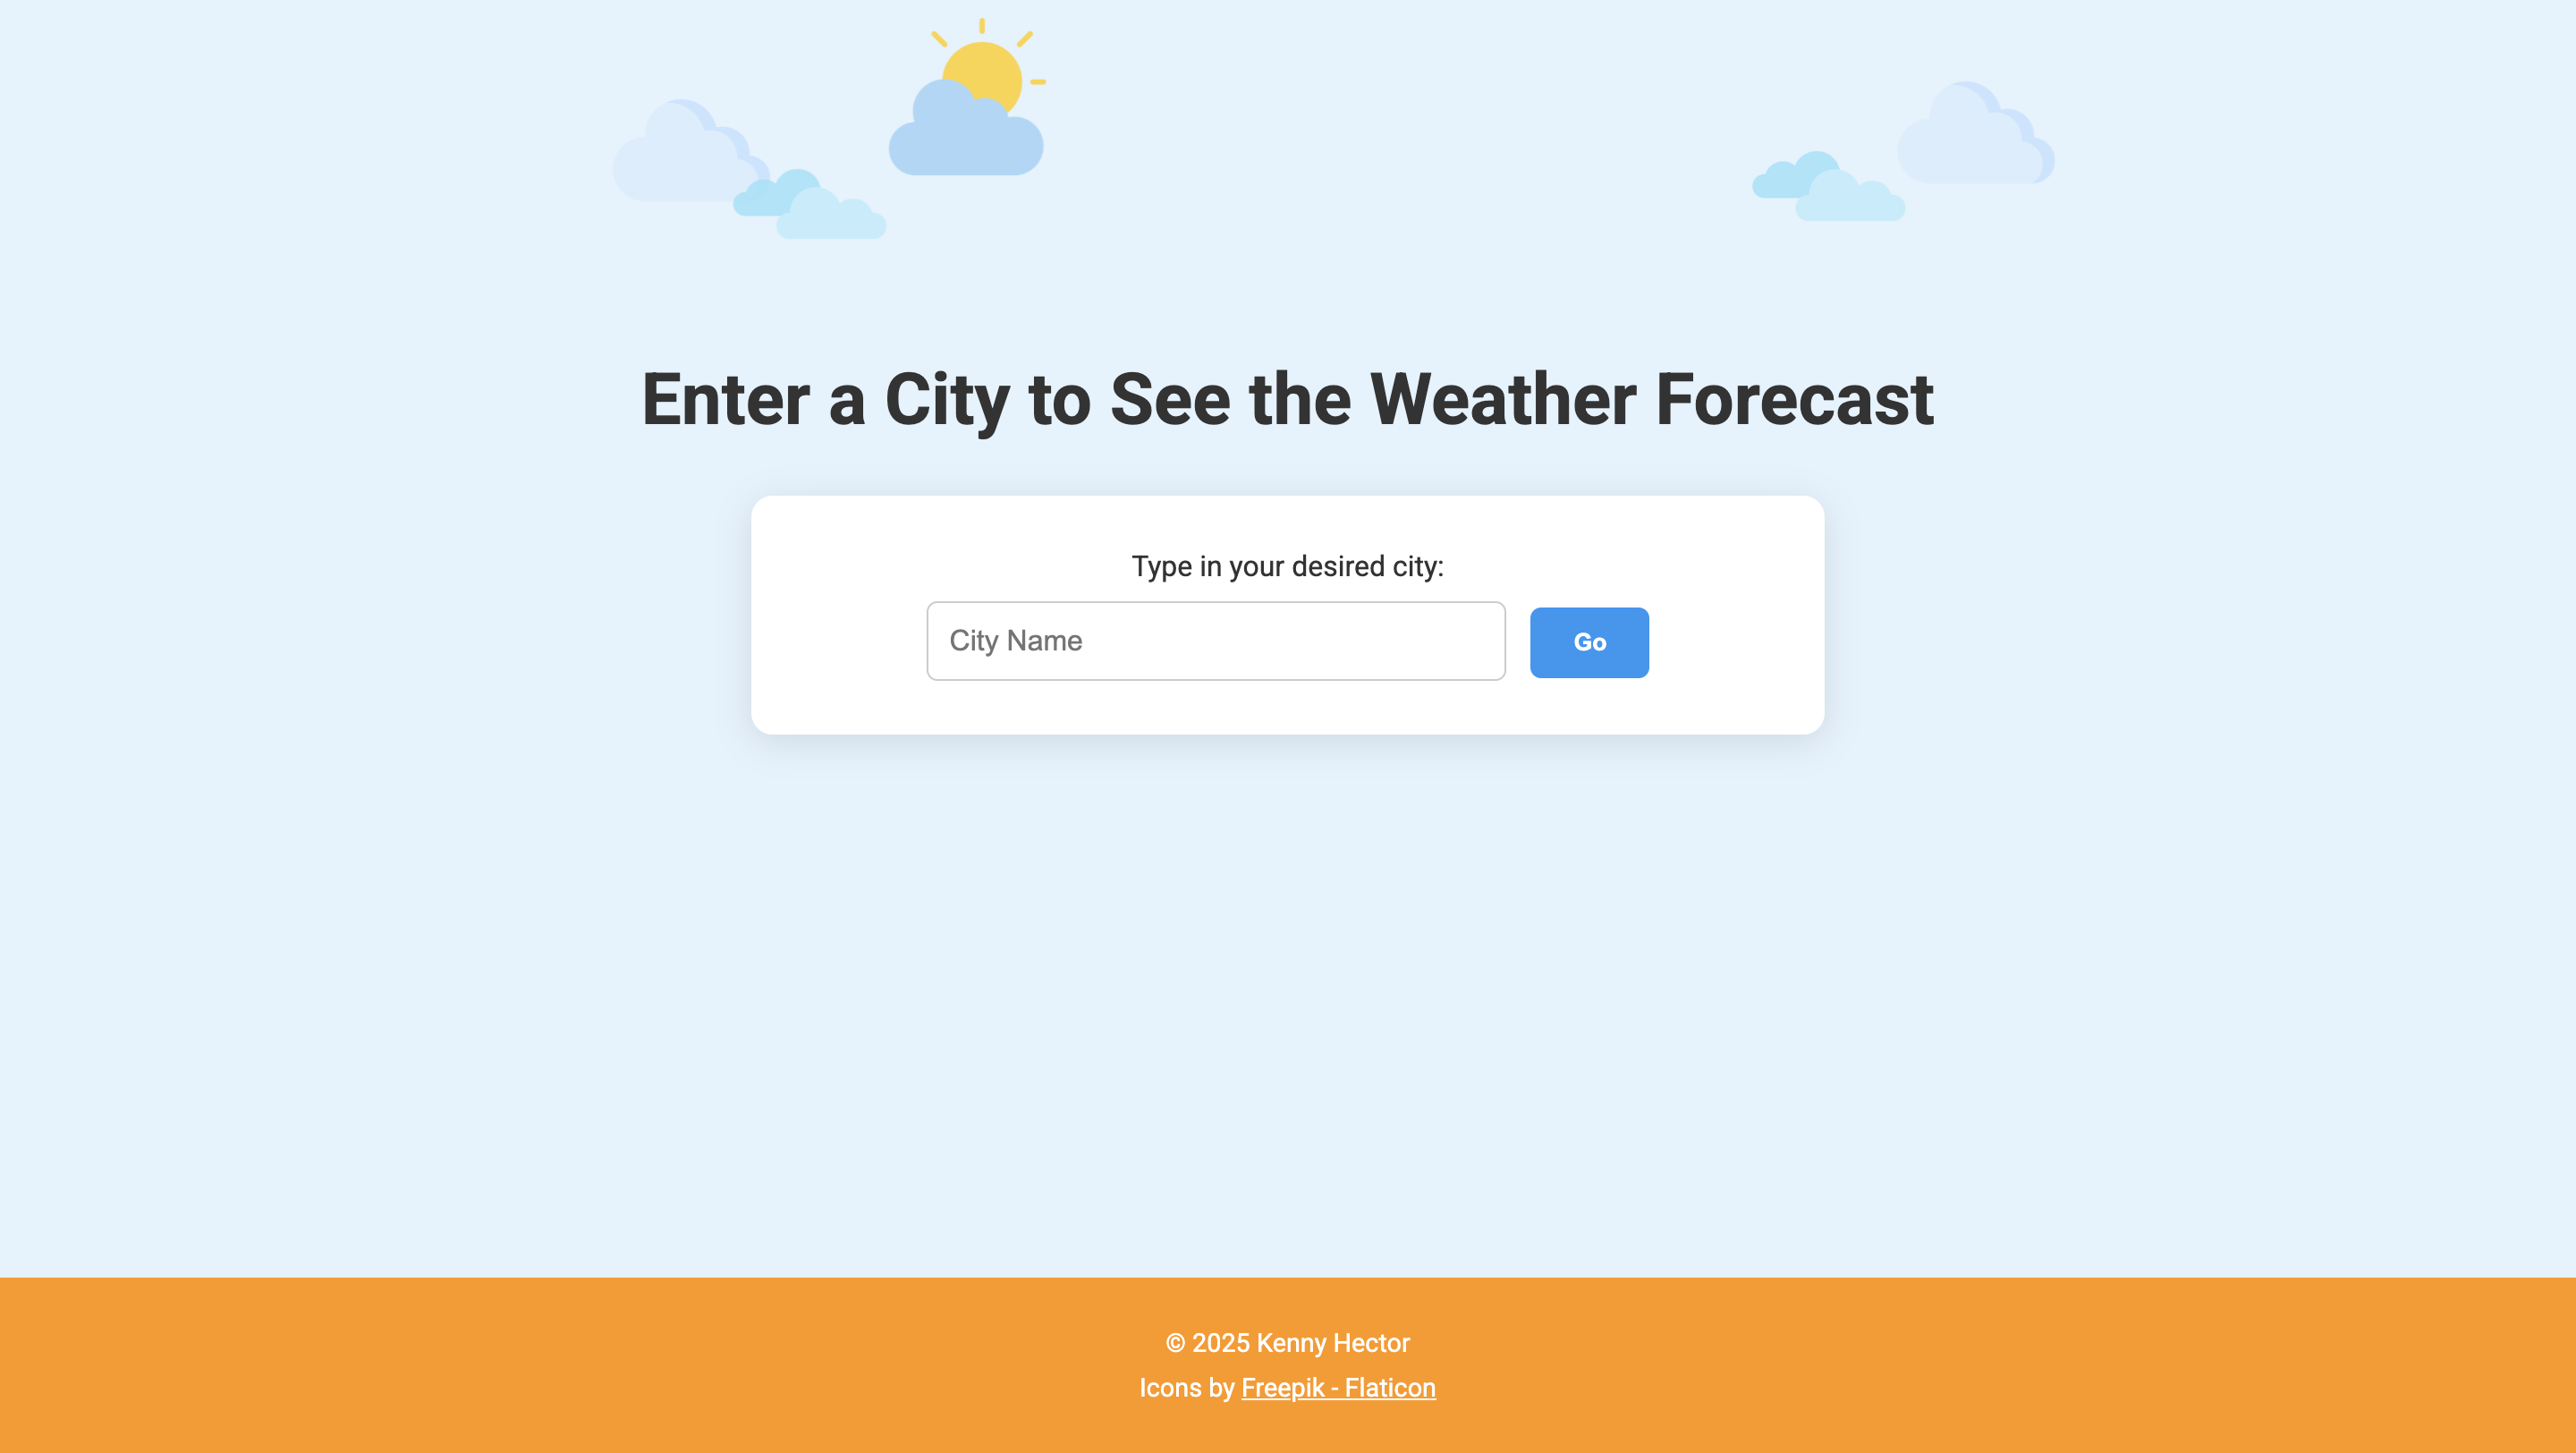 Enter a City to See the Weather Forecast
Type in your desired city:
City Name
Go
© 2025 Kenny Hector
Icons by Freepik - Flaticon